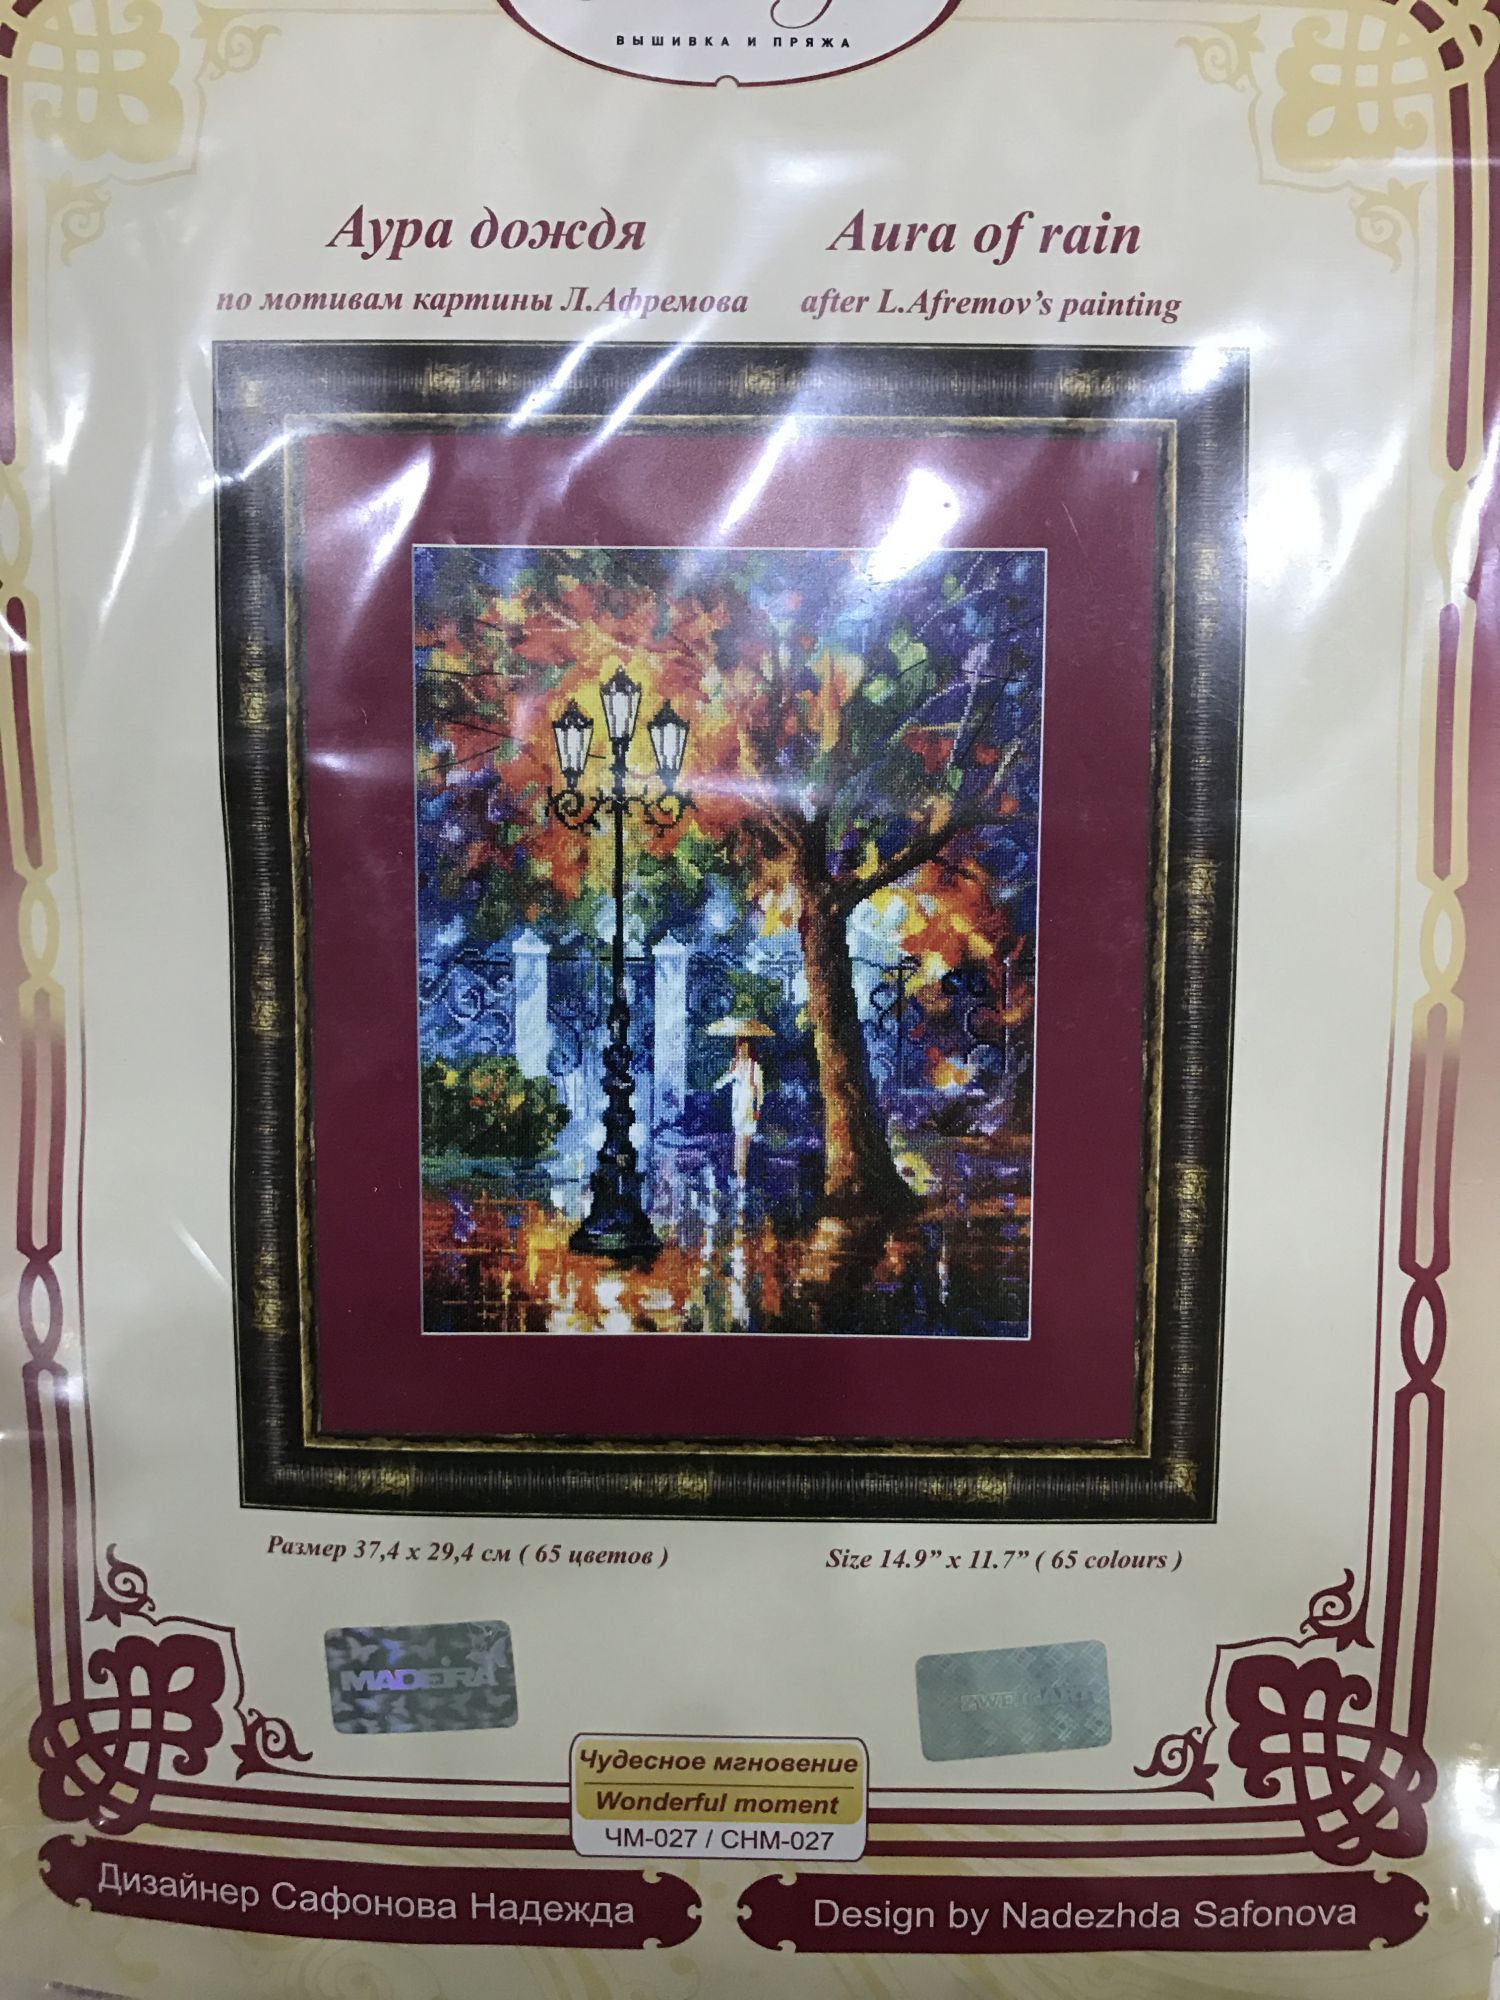 ВЫШИВКА И ПРЯЖА
Аура дождя
по мотивам картины Л.Афремова
Aura of rain
after L.Afremov's painting
Размер 37,4 x 29,4 см ( 65 цветов )
Size 14.9” x 11.7” ( 65 colours )
MADEIRA
ZWEIGART
Чудесное мгновение
Wonderful moment
ЧМ-027 / CHM-027
Дизайнер Сафонова Надежда
Design by Nadezhda Safonova